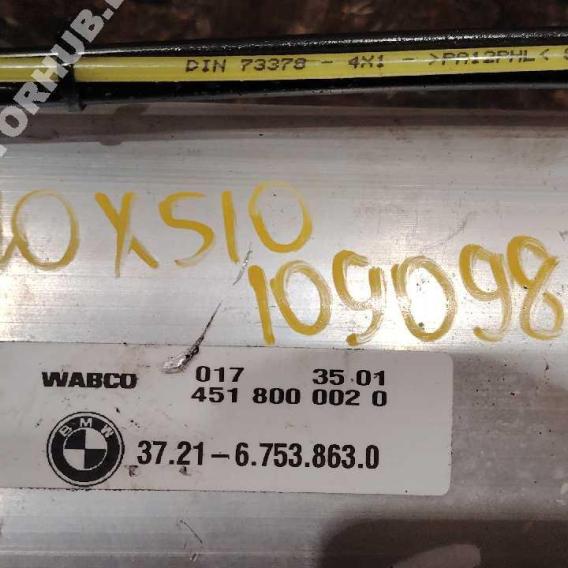 DIN 73378 - 4X1 - >PA12PHL<
0X510
109098
WABCO 017 35 01
451 800 002 0
BMW
37.21-6.753.863.0